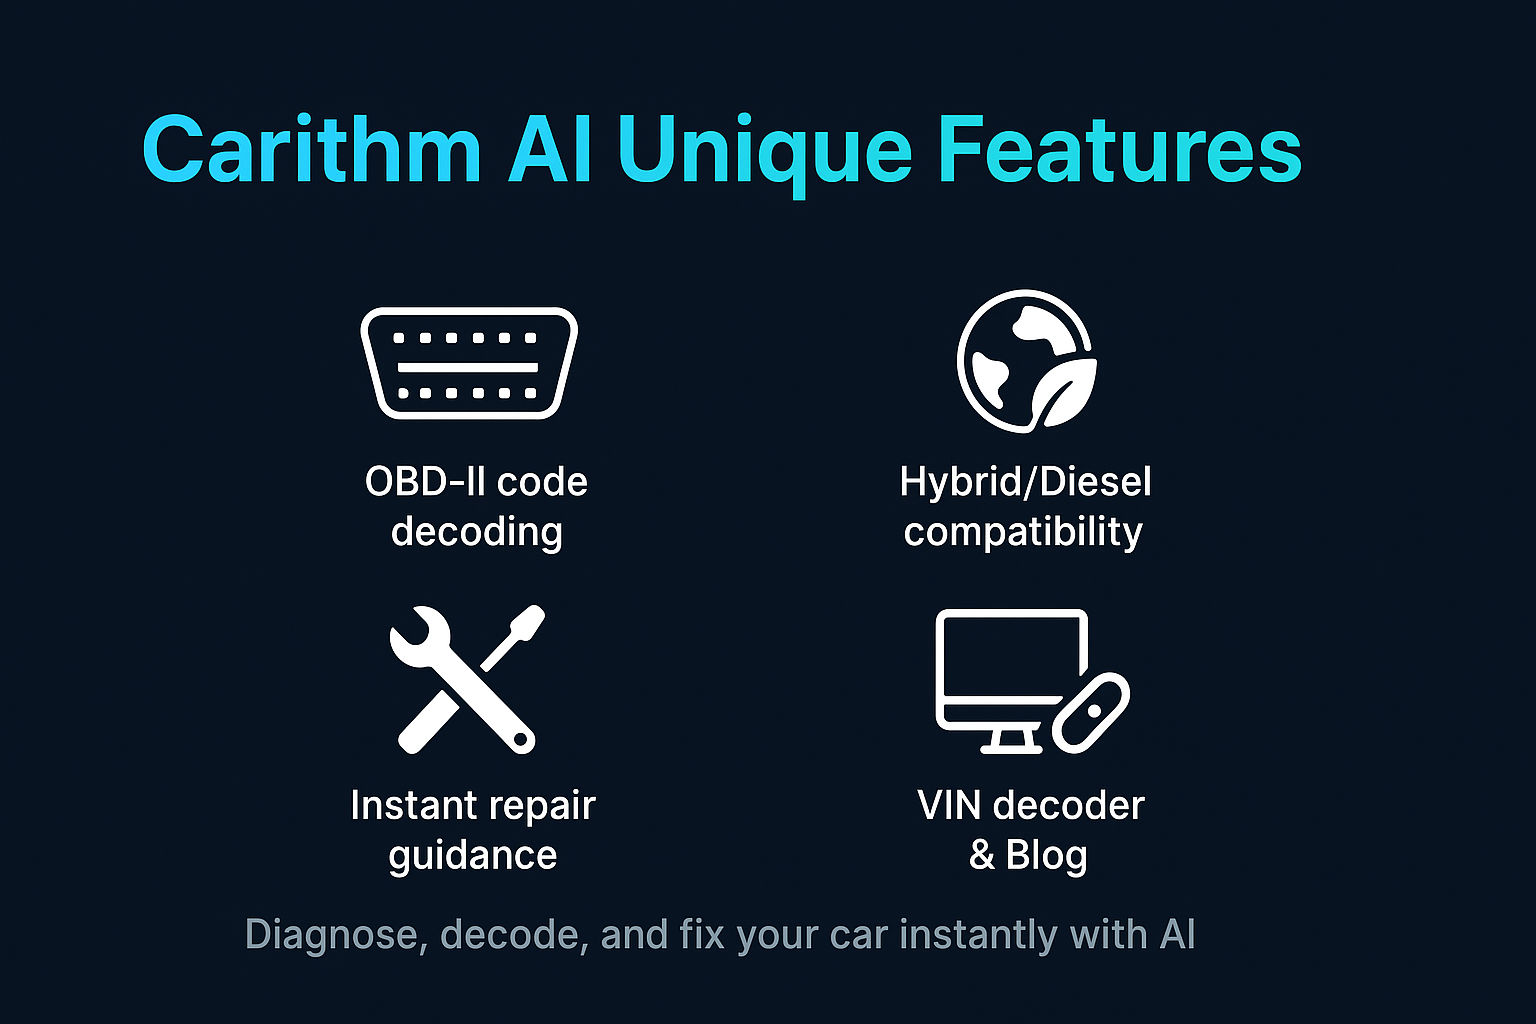 Carithm AI Unique Features
OBD-II code
decoding
Hybrid/Diesel
compatibility
Instant repair
guidance
VIN decoder
& Blog
Diagnose, decode, and fix your car instantly with AI